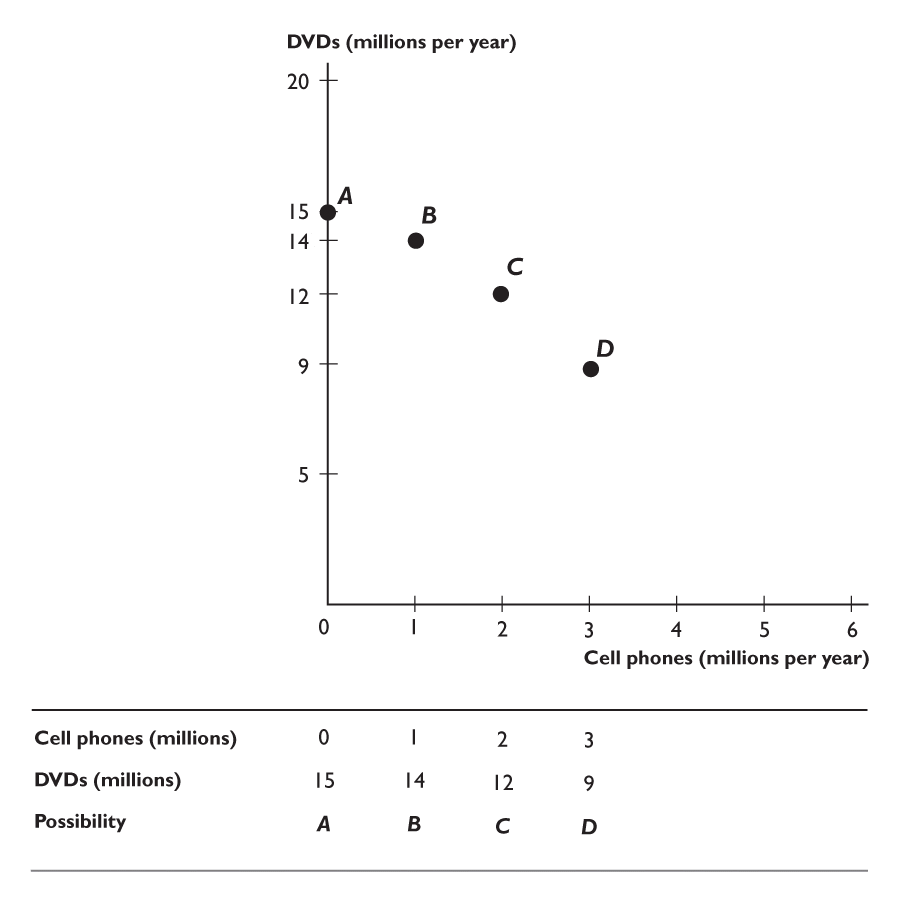 DVDs (millions per year)
20
A
15
B
14
C
12
D
9
5
0 1 2 3 4 5 6
Cell phones (millions per year)
Cell phones (millions) 0 1 2 3
DVDs (millions) 15 14 12 9
Possibility A B C D